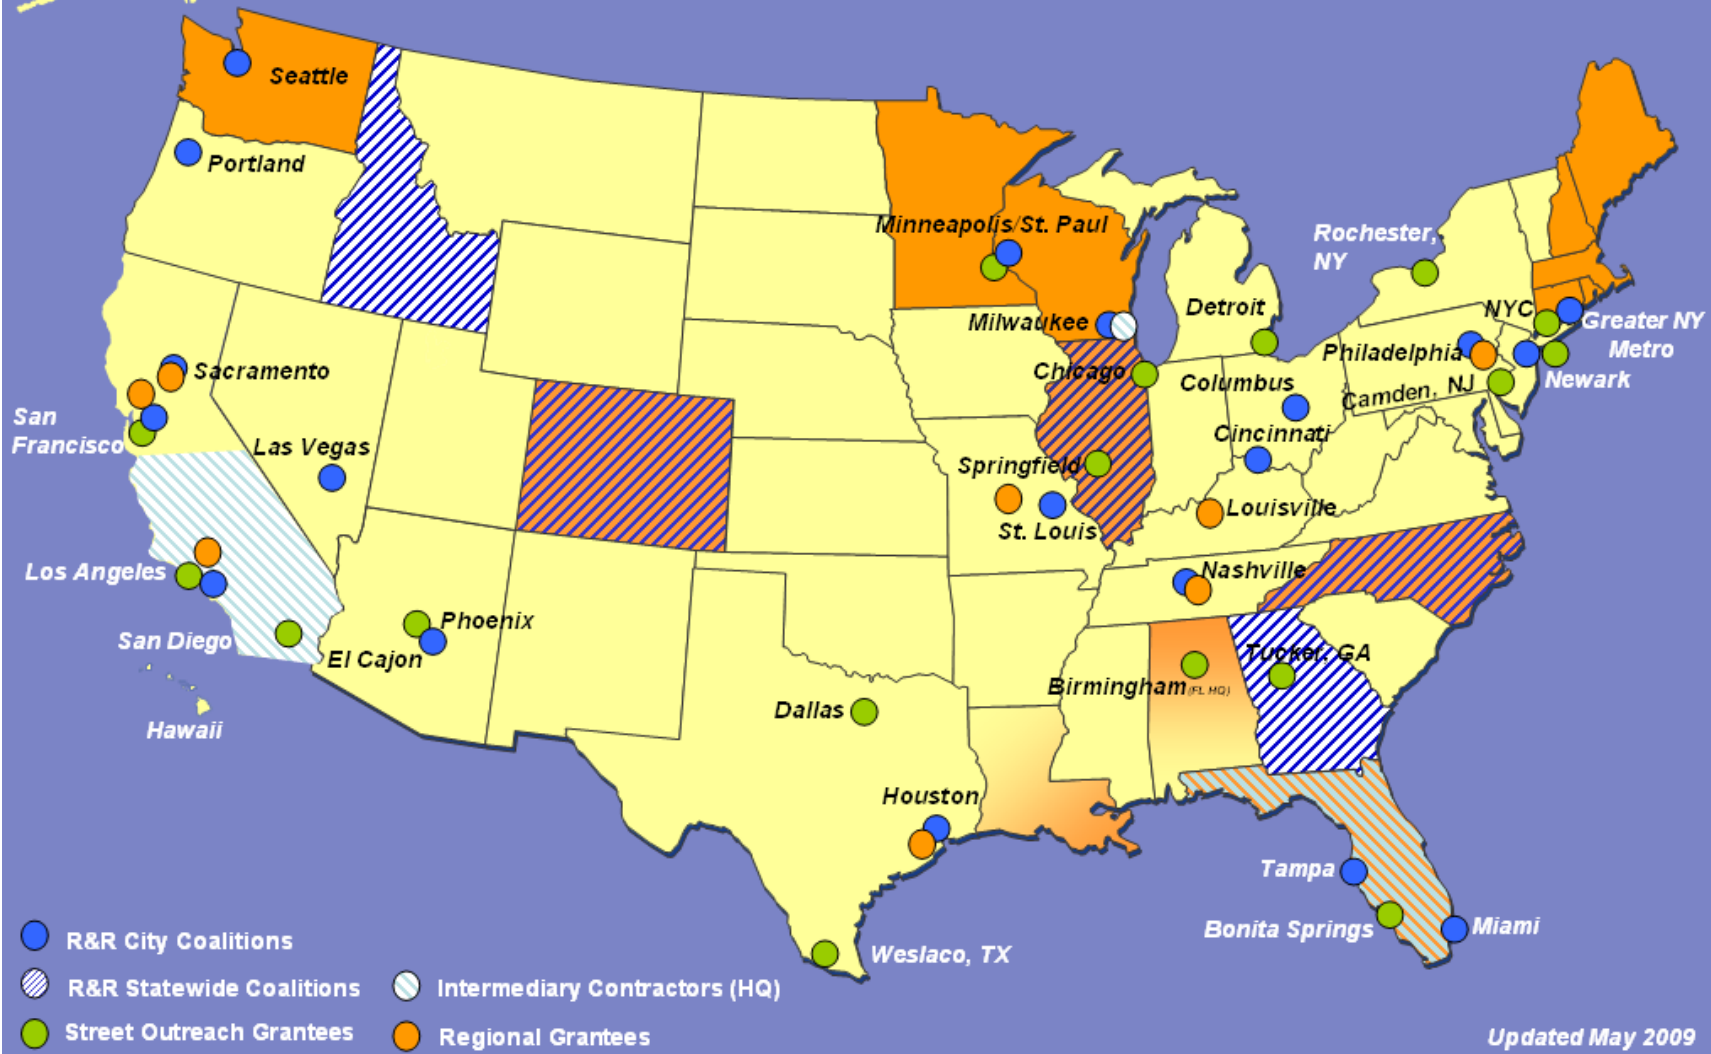 Seattle
Portland
Minneapolis/St. Paul
Rochester,
NY
Detroit
NYC
Greater NY
Metro
Milwaukee
Philadelphia
Chicago
Columbus
Newark
Camden, NJ
Sacramento
San
Francisco
Las Vegas
Cincinnati
Springfield
Louisville
St. Louis
Los Angeles
Nashville
Phoenix
San Diego
El Cajon
Tucker, GA
Birmingham (FL HQ)
Dallas
Hawaii
Houston
Tampa
Bonita Springs
Miami
Weslaco, TX
R&R City Coalitions
R&R Statewide Coalitions
Intermediary Contractors (HQ)
Street Outreach Grantees
Regional Grantees
Updated May 2009